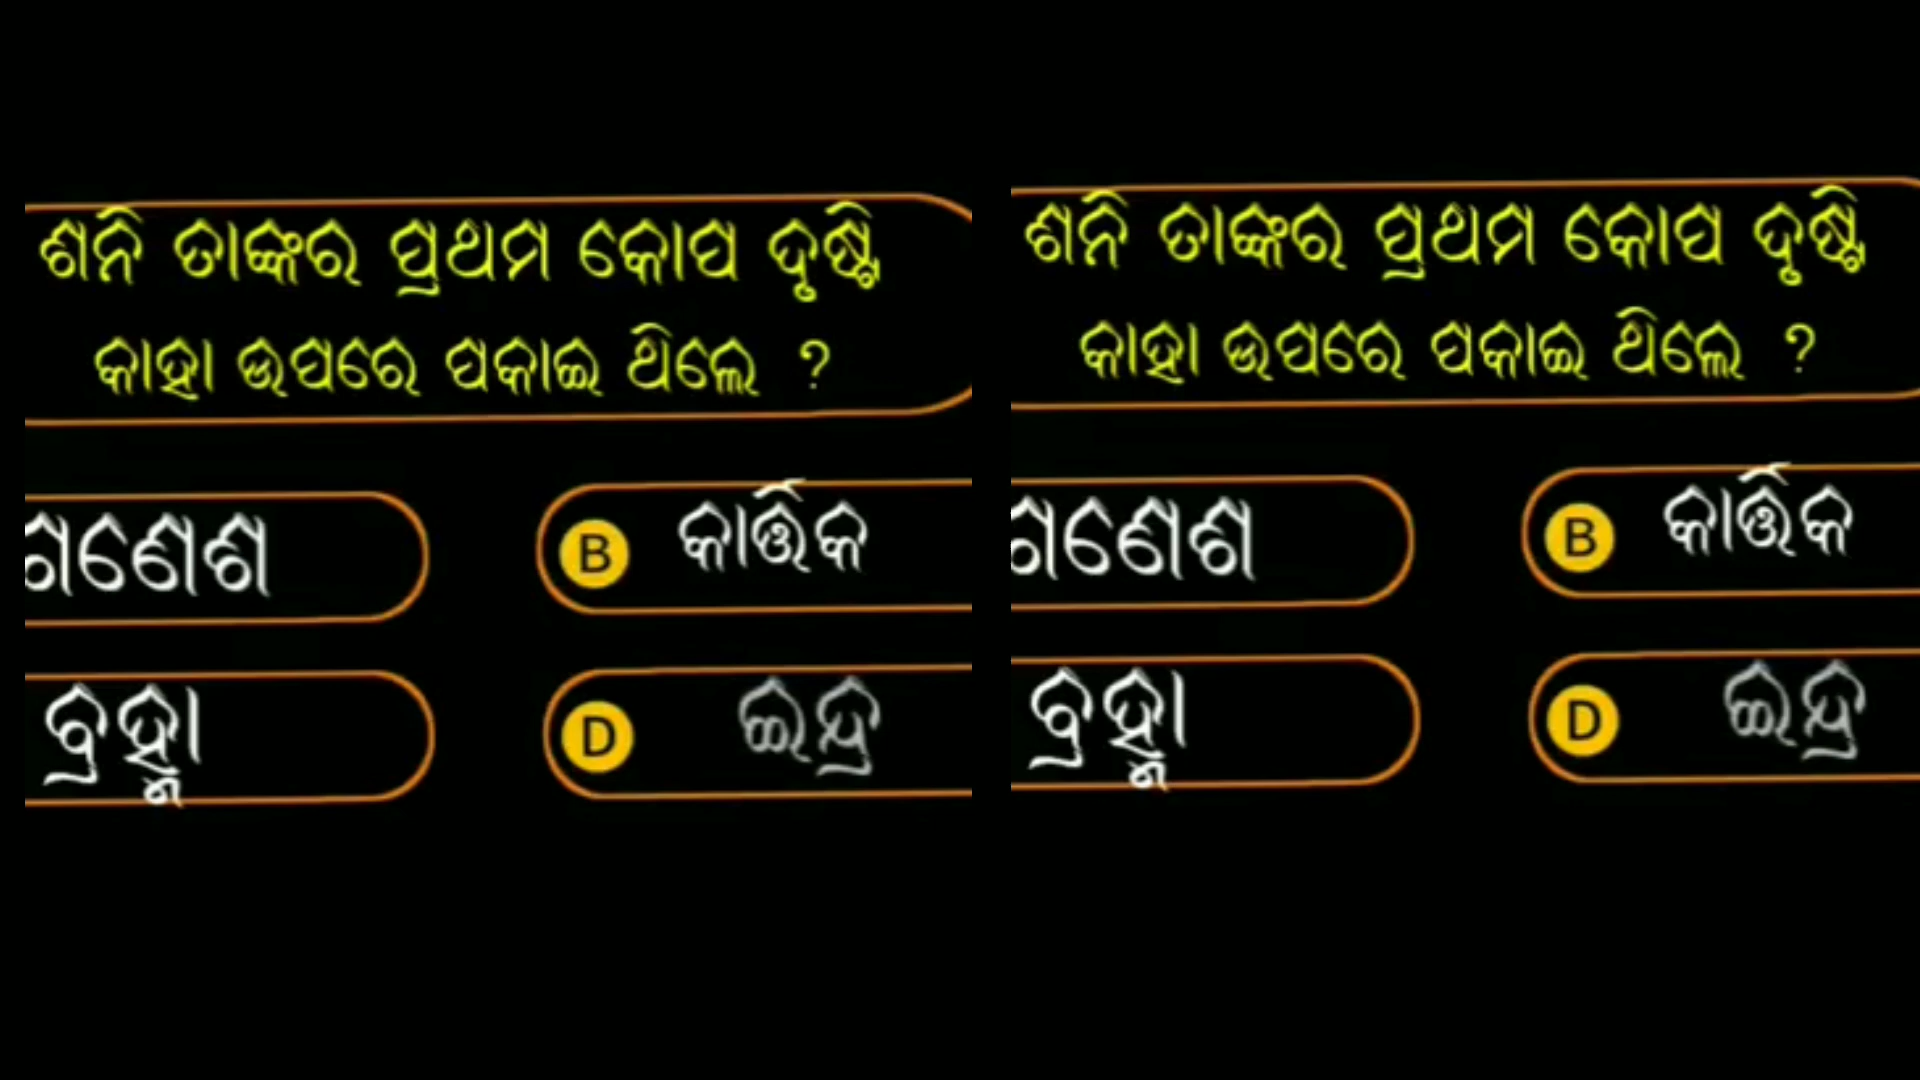 ଶନି ତାଙ୍କର ପ୍ରଥମ କୋପ ଦୃଷ୍ଟି
କାହା ଉପରେ ପକାଇ ଥିଲେ ?
ଗଣେଶ
B କାର୍ତ୍ତିକ
ବ୍ରହ୍ମା
D ଇନ୍ଦ୍ର
ଶନି ତାଙ୍କର ପ୍ରଥମ କୋପ ଦୃଷ୍ଟି
କାହା ଉପରେ ପକାଇ ଥିଲେ ?
ଗଣେଶ
B କାର୍ତ୍ତିକ
ବ୍ରହ୍ମା
D ଇନ୍ଦ୍ର